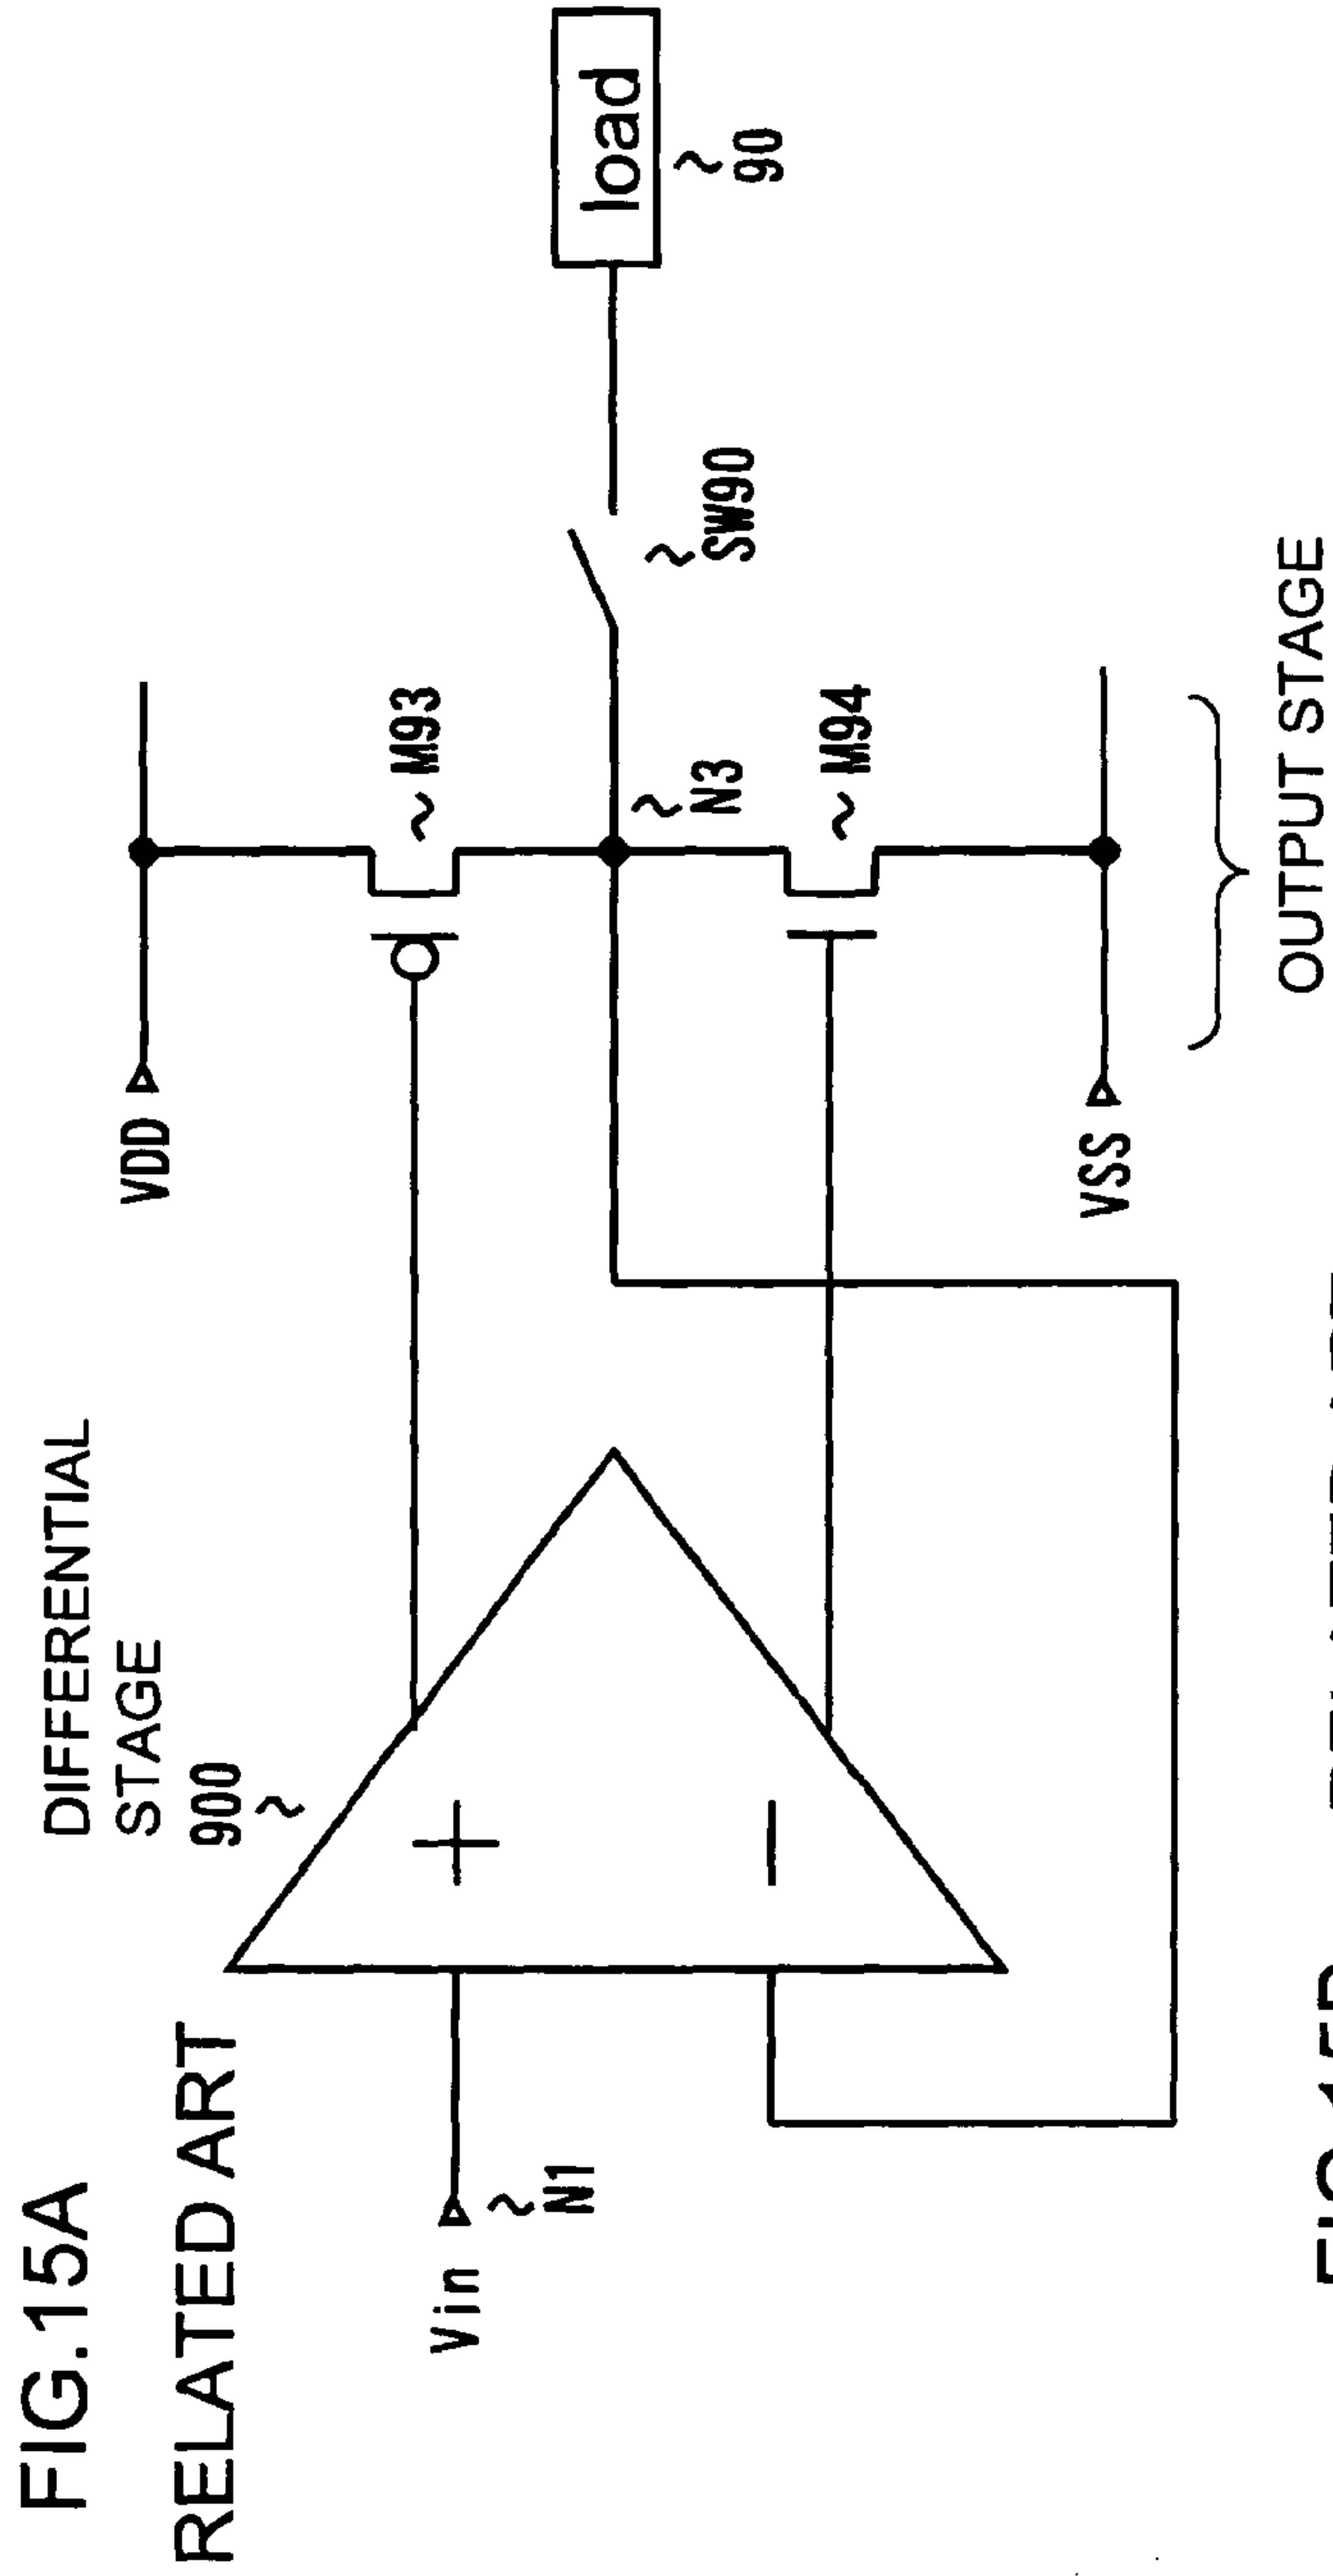 FIG.15A
RELATED ART
DIFFERENTIAL
STAGE
900
VDD
M93
Vin
N1
+
−
N3
SW90
load
90
M94
VSS
OUTPUT STAGE